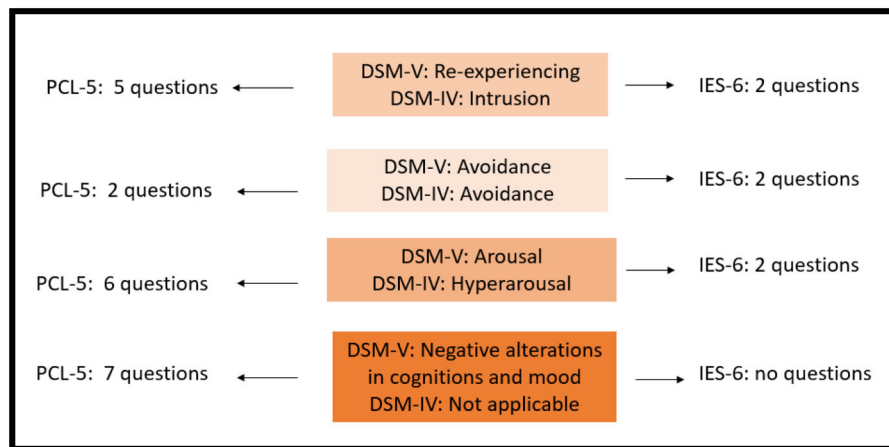 PCL-5: 5 questions
DSM-V: Re-experiencing
DSM-IV: Intrusion
IES-6: 2 questions
PCL-5: 2 questions
DSM-V: Avoidance
DSM-IV: Avoidance
IES-6: 2 questions
PCL-5: 6 questions
DSM-V: Arousal
DSM-IV: Hyperarousal
IES-6: 2 questions
PCL-5: 7 questions
DSM-V: Negative alterations
in cognitions and mood
DSM-IV: Not applicable
IES-6: no questions